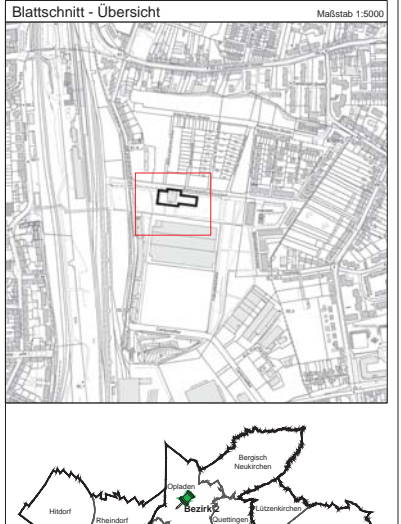 Blattschnitt - Übersicht
Maßstab 1:5000
Bergisch
Neukirchen
Opladen
Bezirk 2
Hitdorf
Rheindorf
Quettingen
Lützenkirchen